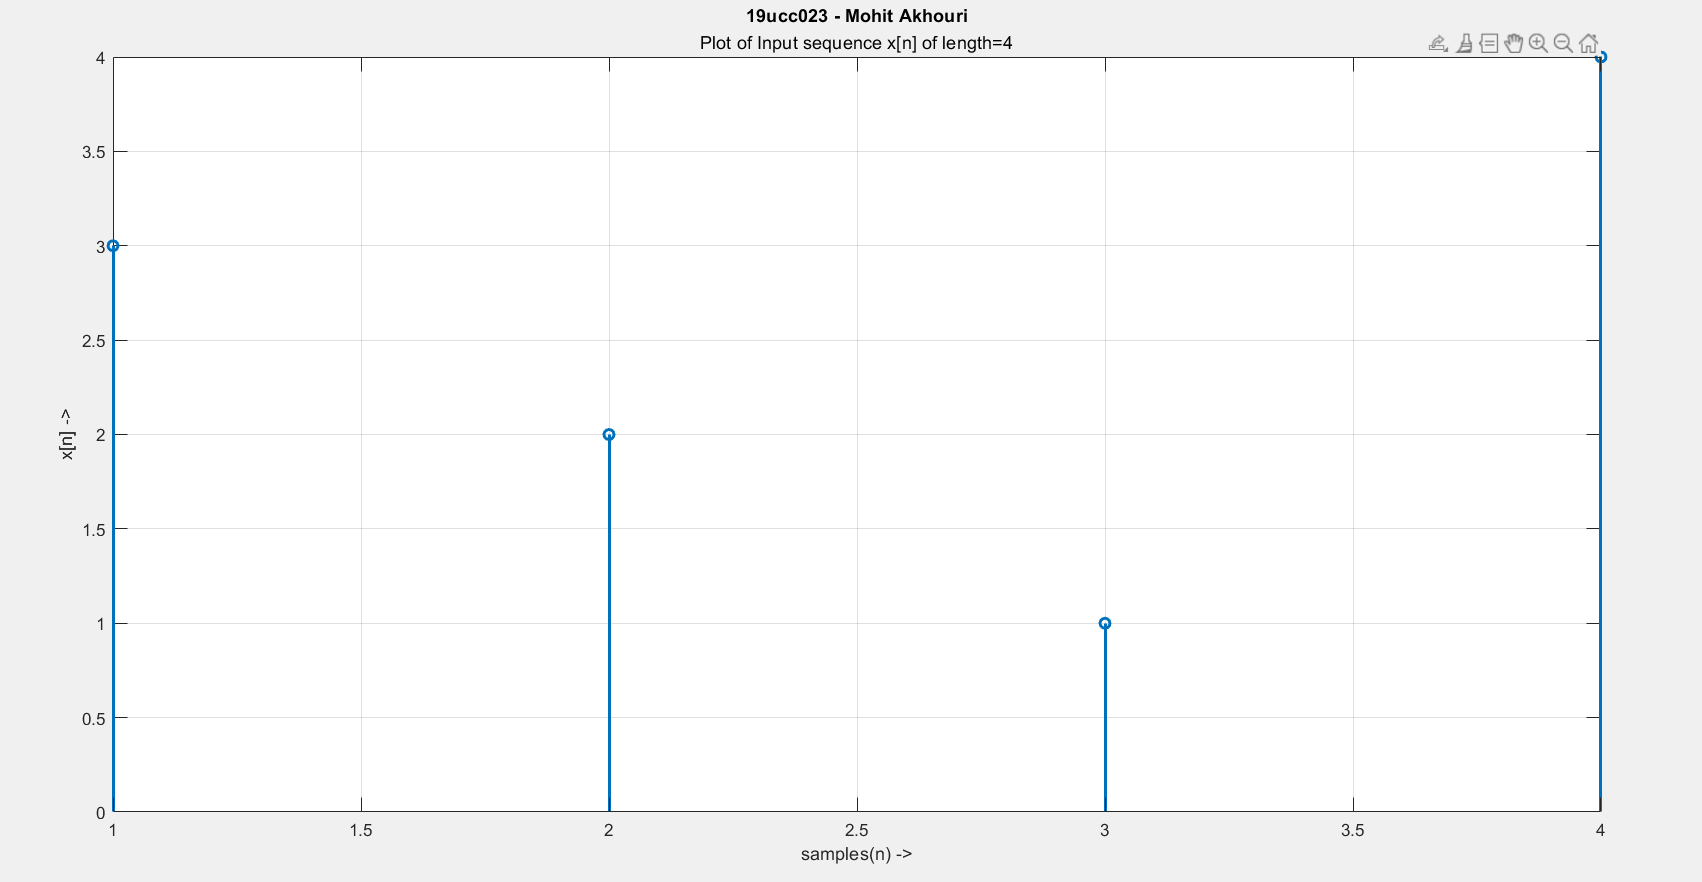 19ucc023 - Mohit Akhouri
Plot of Input sequence x[n] of length=4
4
3.5
3
2.5
2
1.5
1
0.5
0
x[n] ->
1 1.5 2 2.5 3 3.5 4
samples(n) ->